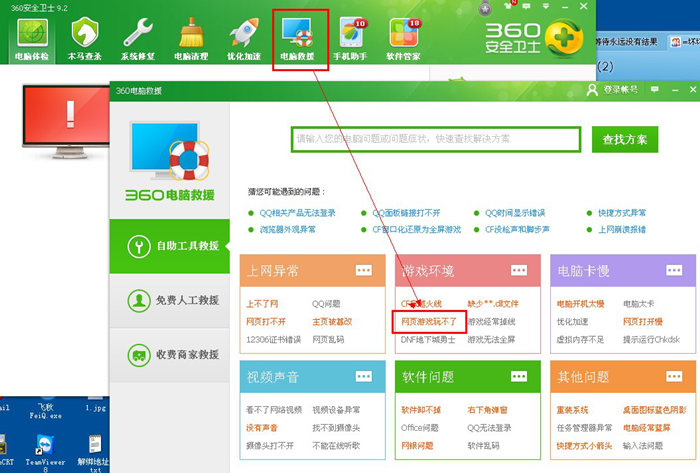 360安全卫士 9.2
电脑体检 木马查杀 系统修复 电脑清理 优化加速 电脑救援 手机助手 软件管家
10 18
360
安全卫士
等待永远没有结果
(2)
360电脑救援
登录帐号
请输入您的电脑问题或问题症状，快速查找解决方案
查找方案
360电脑救援
猜您可能遇到的问题：
QQ相关产品无法登录 QQ面板链接打不开 QQ时间显示错误 快捷方式异常
浏览器外观异常 CF窗口化还原为全屏游戏 CF没枪声和脚步声 上网崩溃报错
自助工具救援
免费人工救援
收费商家救援
上网异常
上不了网 QQ问题
网页打不开 主页被篡改
12306证书错误 网页乱码
游戏环境
缺少**.dll文件
网页游戏玩不了 游戏经常掉线
DNF地下城勇士 游戏无法全屏
电脑卡慢
电脑开机太慢 电脑太卡
优化加速 网页打开慢
虚拟内存不足 提示运行Chkdsk
视频声音
看不了网络视频 视频设备异常
没有声音 找不到摄像头
摄像头打不开 不能在线听歌
软件问题
软件卸不掉 右下角弹窗
Office问题 QQ无法登录
网银问题 软件乱码
其他问题
重装系统 桌面图标蓝色阴影
任务管理器异常 电脑经常蓝屏
快捷方式小箭头 输入法问题
飞秋
FeiQ.exe
1.jpg
TeamViewer
8
解绑地址
txt